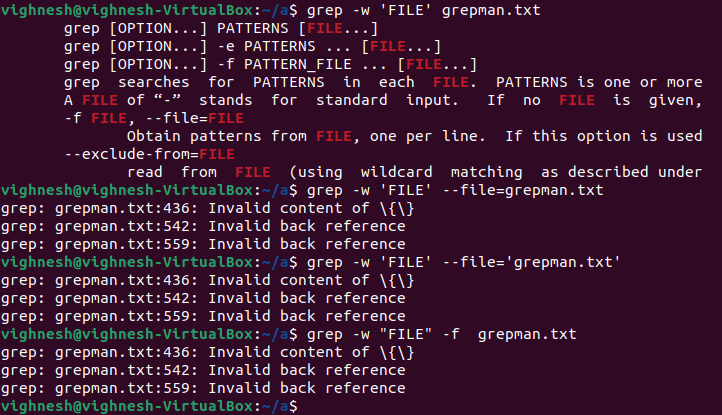 vighnesh@vighnesh-VirtualBox:~/a$ grep -w 'FILE' grepman.txt
       grep [OPTION...] PATTERNS [FILE...]
       grep [OPTION...] -e PATTERNS ... [FILE...]
       grep [OPTION...] -f PATTERN_FILE ... [FILE...]
       grep  searches  for  PATTERNS  in  each  FILE.  PATTERNS is one or more
       A FILE of “-”  stands  for  standard  input.   If  no  FILE  is  given,
       -f FILE, --file=FILE
              Obtain patterns from FILE, one per line.  If this option is used
       --exclude-from=FILE
              read  from  FILE  (using  wildcard  matching  as described under
vighnesh@vighnesh-VirtualBox:~/a$ grep -w 'FILE' --file=grepman.txt
grep: grepman.txt:436: Invalid content of \{\}
grep: grepman.txt:542: Invalid back reference
grep: grepman.txt:559: Invalid back reference
vighnesh@vighnesh-VirtualBox:~/a$ grep -w 'FILE' --file='grepman.txt'
grep: grepman.txt:436: Invalid content of \{\}
grep: grepman.txt:542: Invalid back reference
grep: grepman.txt:559: Invalid back reference
vighnesh@vighnesh-VirtualBox:~/a$ grep -w "FILE" -f  grepman.txt
grep: grepman.txt:436: Invalid content of \{\}
grep: grepman.txt:542: Invalid back reference
grep: grepman.txt:559: Invalid back reference
vighnesh@vighnesh-VirtualBox:~/a$